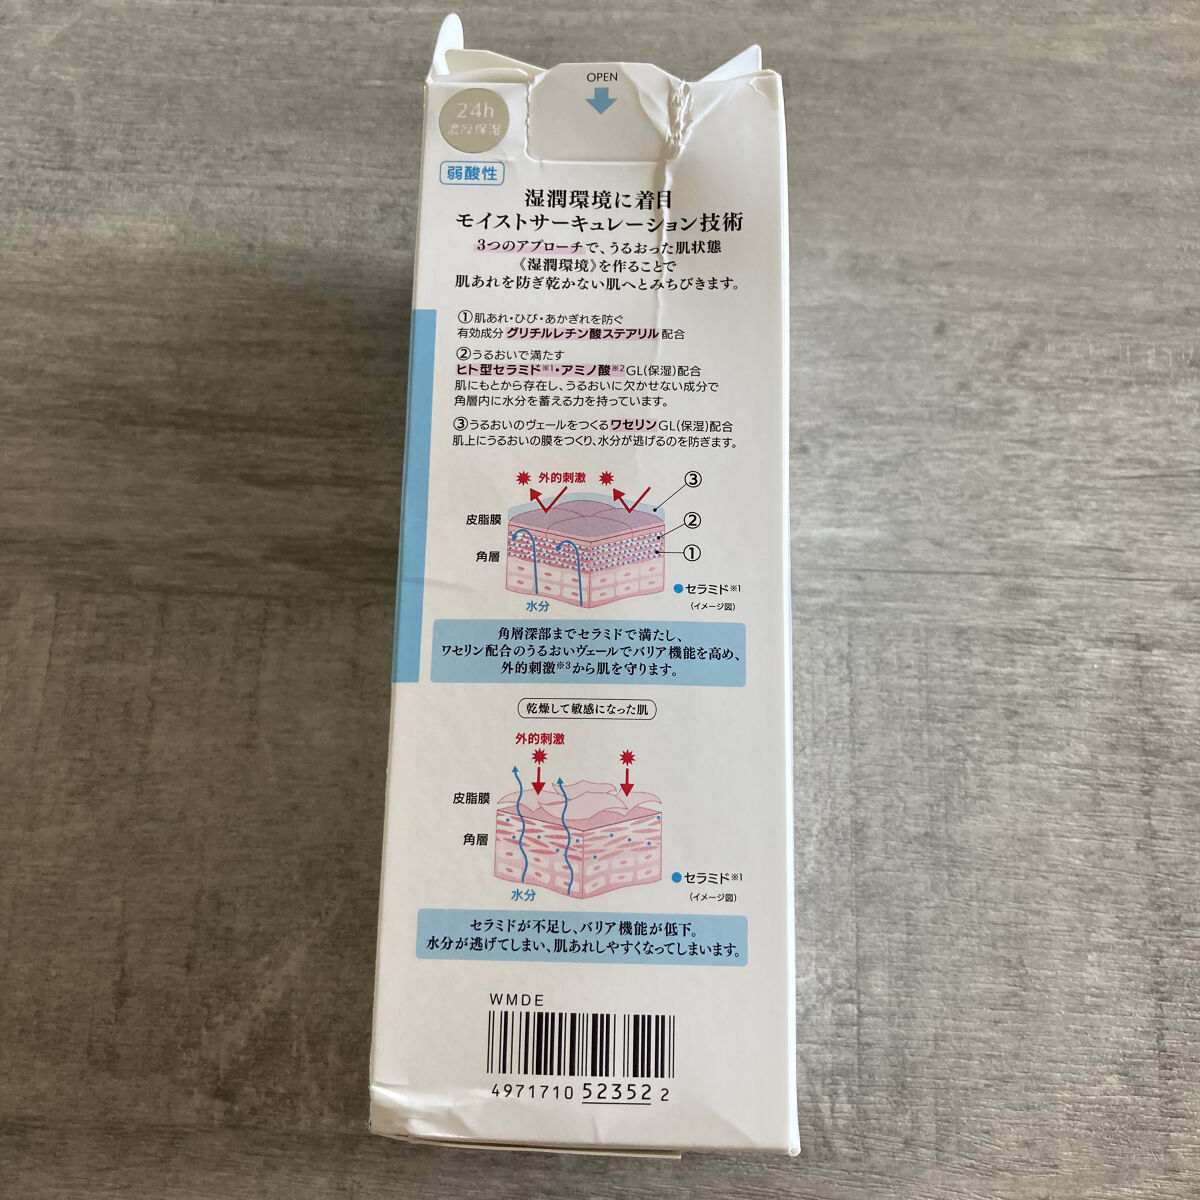 OPEN
24h
濃厚保湿
弱酸性
湿潤環境に着目
モイストサーキュレーション技術
3つのアプローチで、うるおった肌状態
《湿潤環境》を作ることで
肌あれを防ぎ乾かない肌へとみちびきます。
①肌あれ・ひび・あかぎれを防ぐ
有効成分グリチルレチン酸ステアリル配合
②うるおいで満たす
ヒト型セラミド※1・アミノ酸※2GL(保湿)配合
肌にもとから存在し、うるおいに欠かせない成分で
角層内に水分を蓄える力を持っています。
③うるおいのヴェールをつくるワセリンGL(保湿)配合
肌上にうるおいの膜をつくり、水分が逃げるのを防ぎます。
外的刺激
③
皮脂膜
②
角層
①
セラミド※1
水分
(イメージ図)
角層深部までセラミドで満たし、
ワセリン配合のうるおいヴェールでバリア機能を高め、
外的刺激※3から肌を守ります。
乾燥して敏感になった肌
外的刺激
皮脂膜
角層
セラミド※1
水分
(イメージ図)
セラミドが不足し、バリア機能が低下。
水分が逃げてしまい、肌あれしやすくなってしまいます。
WMDE
4971710 52352 2